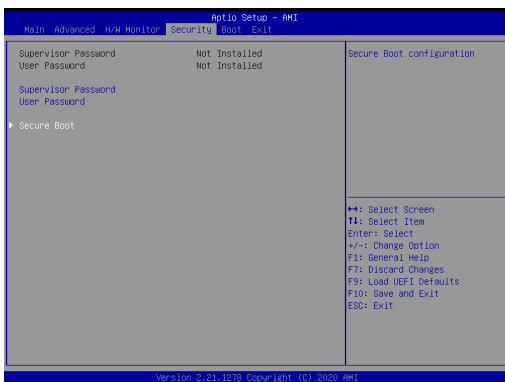 Aptio Setup - AMI
Main Advanced H/W Monitor Security Boot Exit
Supervisor Password Not Installed
User Password Not Installed
Supervisor Password
User Password
Secure Boot
Secure Boot configuration
↔: Select Screen
↑↓: Select Item
Enter: Select
+/-: Change Option
F1: General Help
F7: Discard Changes
F9: Load UEFI Defaults
F10: Save and Exit
ESC: Exit
Version 2.21.1278 Copyright (C) 2020 AMI